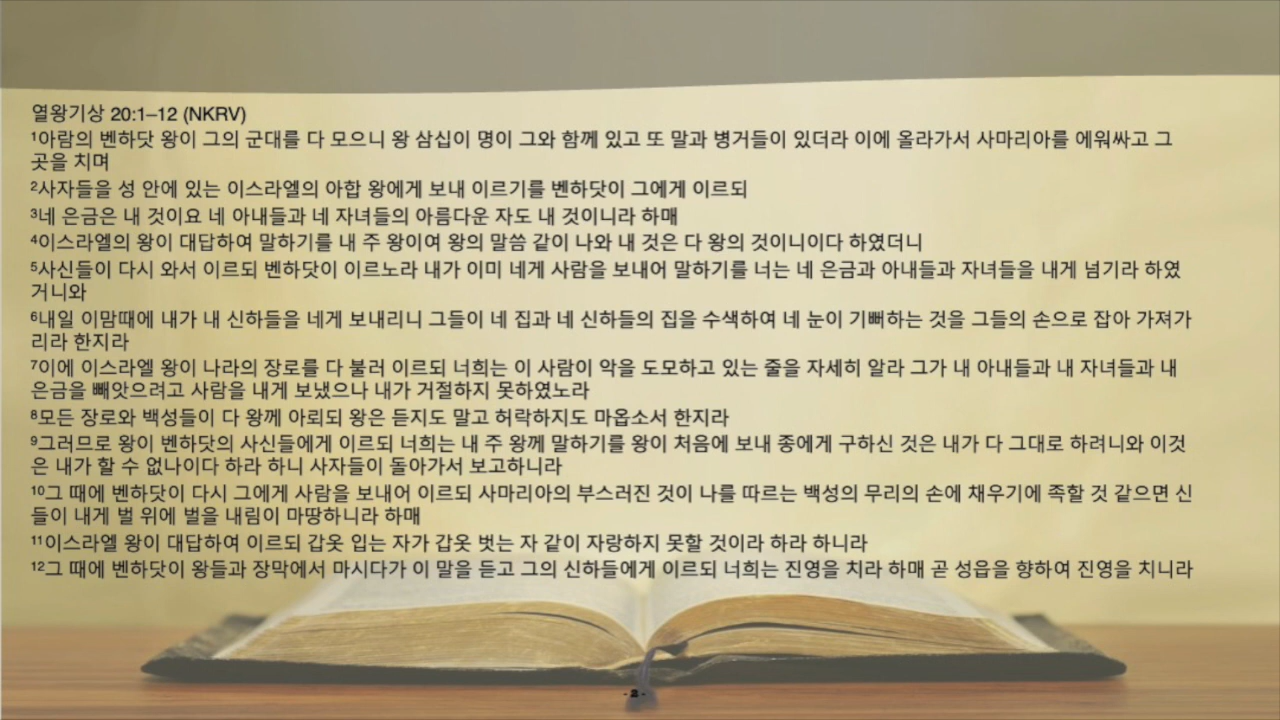 열왕기상 20:1–12 (NKRV)
¹아람의 벤하닷 왕이 그의 군대를 다 모으니 왕 삼십이 명이 그와 함께 있고 또 말과 병거들이 있더라 이에 올라가서 사마리아를 에워싸고 그
곳을 치며
²사자들을 성 안에 있는 이스라엘의 아합 왕에게 보내 이르기를 벤하닷이 그에게 이르되
³네 은금은 내 것이요 네 아내들과 네 자녀들의 아름다운 자도 내 것이니라 하매
⁴이스라엘의 왕이 대답하여 말하기를 내 주 왕이여 왕의 말씀 같이 나와 내 것은 다 왕의 것이니이다 하였더니
⁵사신들이 다시 와서 이르되 벤하닷이 이르노라 내가 이미 네게 사람을 보내어 말하기를 너는 네 은금과 아내들과 자녀들을 내게 넘기라 하였
거니와
⁶내일 이맘때에 내가 내 신하들을 네게 보내리니 그들이 네 집과 네 신하들의 집을 수색하여 네 눈이 기뻐하는 것을 그들의 손으로 잡아 가져가
리라 한지라
⁷이에 이스라엘 왕이 나라의 장로를 다 불러 이르되 너희는 이 사람이 악을 도모하고 있는 줄을 자세히 알라 그가 내 아내들과 내 자녀들과 내
은금을 빼앗으려고 사람을 내게 보냈으나 내가 거절하지 못하였노라
⁸모든 장로와 백성들이 다 왕께 아뢰되 왕은 듣지도 말고 허락하지도 마옵소서 한지라
⁹그러므로 왕이 벤하닷의 사신들에게 이르되 너희는 내 주 왕께 말하기를 왕이 처음에 보내 종에게 구하신 것은 내가 다 그대로 하려니와 이것
은 내가 할 수 없나이다 하라 하니 사자들이 돌아가서 보고하니라
¹⁰그 때에 벤하닷이 다시 그에게 사람을 보내어 이르되 사마리아의 부스러진 것이 나를 따르는 백성의 무리의 손에 채우기에 족할 것 같으면 신
들이 내게 벌 위에 벌을 내림이 마땅하니라 하매
¹¹이스라엘 왕이 대답하여 이르되 갑옷 입는 자가 갑옷 벗는 자 같이 자랑하지 못할 것이라 하라 하니라
¹²그 때에 벤하닷이 왕들과 장막에서 마시다가 이 말을 듣고 그의 신하들에게 이르되 너희는 진영을 치라 하매 곧 성읍을 향하여 진영을 치니라
- 2 -